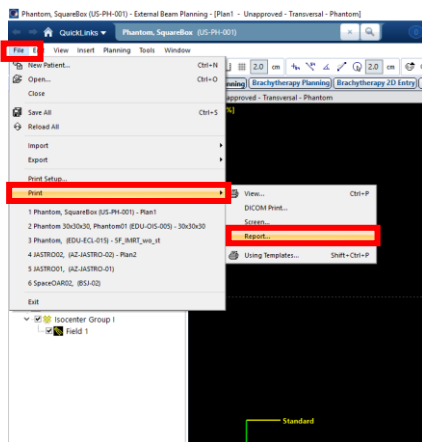 Phantom, SquareBox (US-PH-001) - External Beam Planning - [Plan1 - Unapproved - Transversal - Phantom]
QuickLinks
Phantom, SquareBox (US-PH-001)
File View Insert Planning Tools Window
New Patient... Ctrl+N
Open... Ctrl+O
Close
Save All Ctrl+S
Reload All
Import
Export
Print Setup...
Print
1 Phantom, SquareBox (US-PH-001) - Plan1
2 Phantom 30x30x30, Phantom01 (EDU-OIS-005) - 30x30x30
3 Phantom, (EDU-ECL-015) - SF_IMRT_wo_st
4 JASTRO02, (AZ-JASTRO-02) - Plan2
5 JASTRO01, (AZ-JASTRO-01)
6 SpaceOAR02, (BSJ-02)
Exit
2.0 cm 2.0 cm
nning Brachytherapy Planning Brachytherapy 2D Entry
approved - Transversal - Phantom
%]
View... Ctrl+P
DICOM Print...
Screen...
Report...
Using Templates... Shift+Ctrl+P
Isocenter Group I
Field 1
Standard